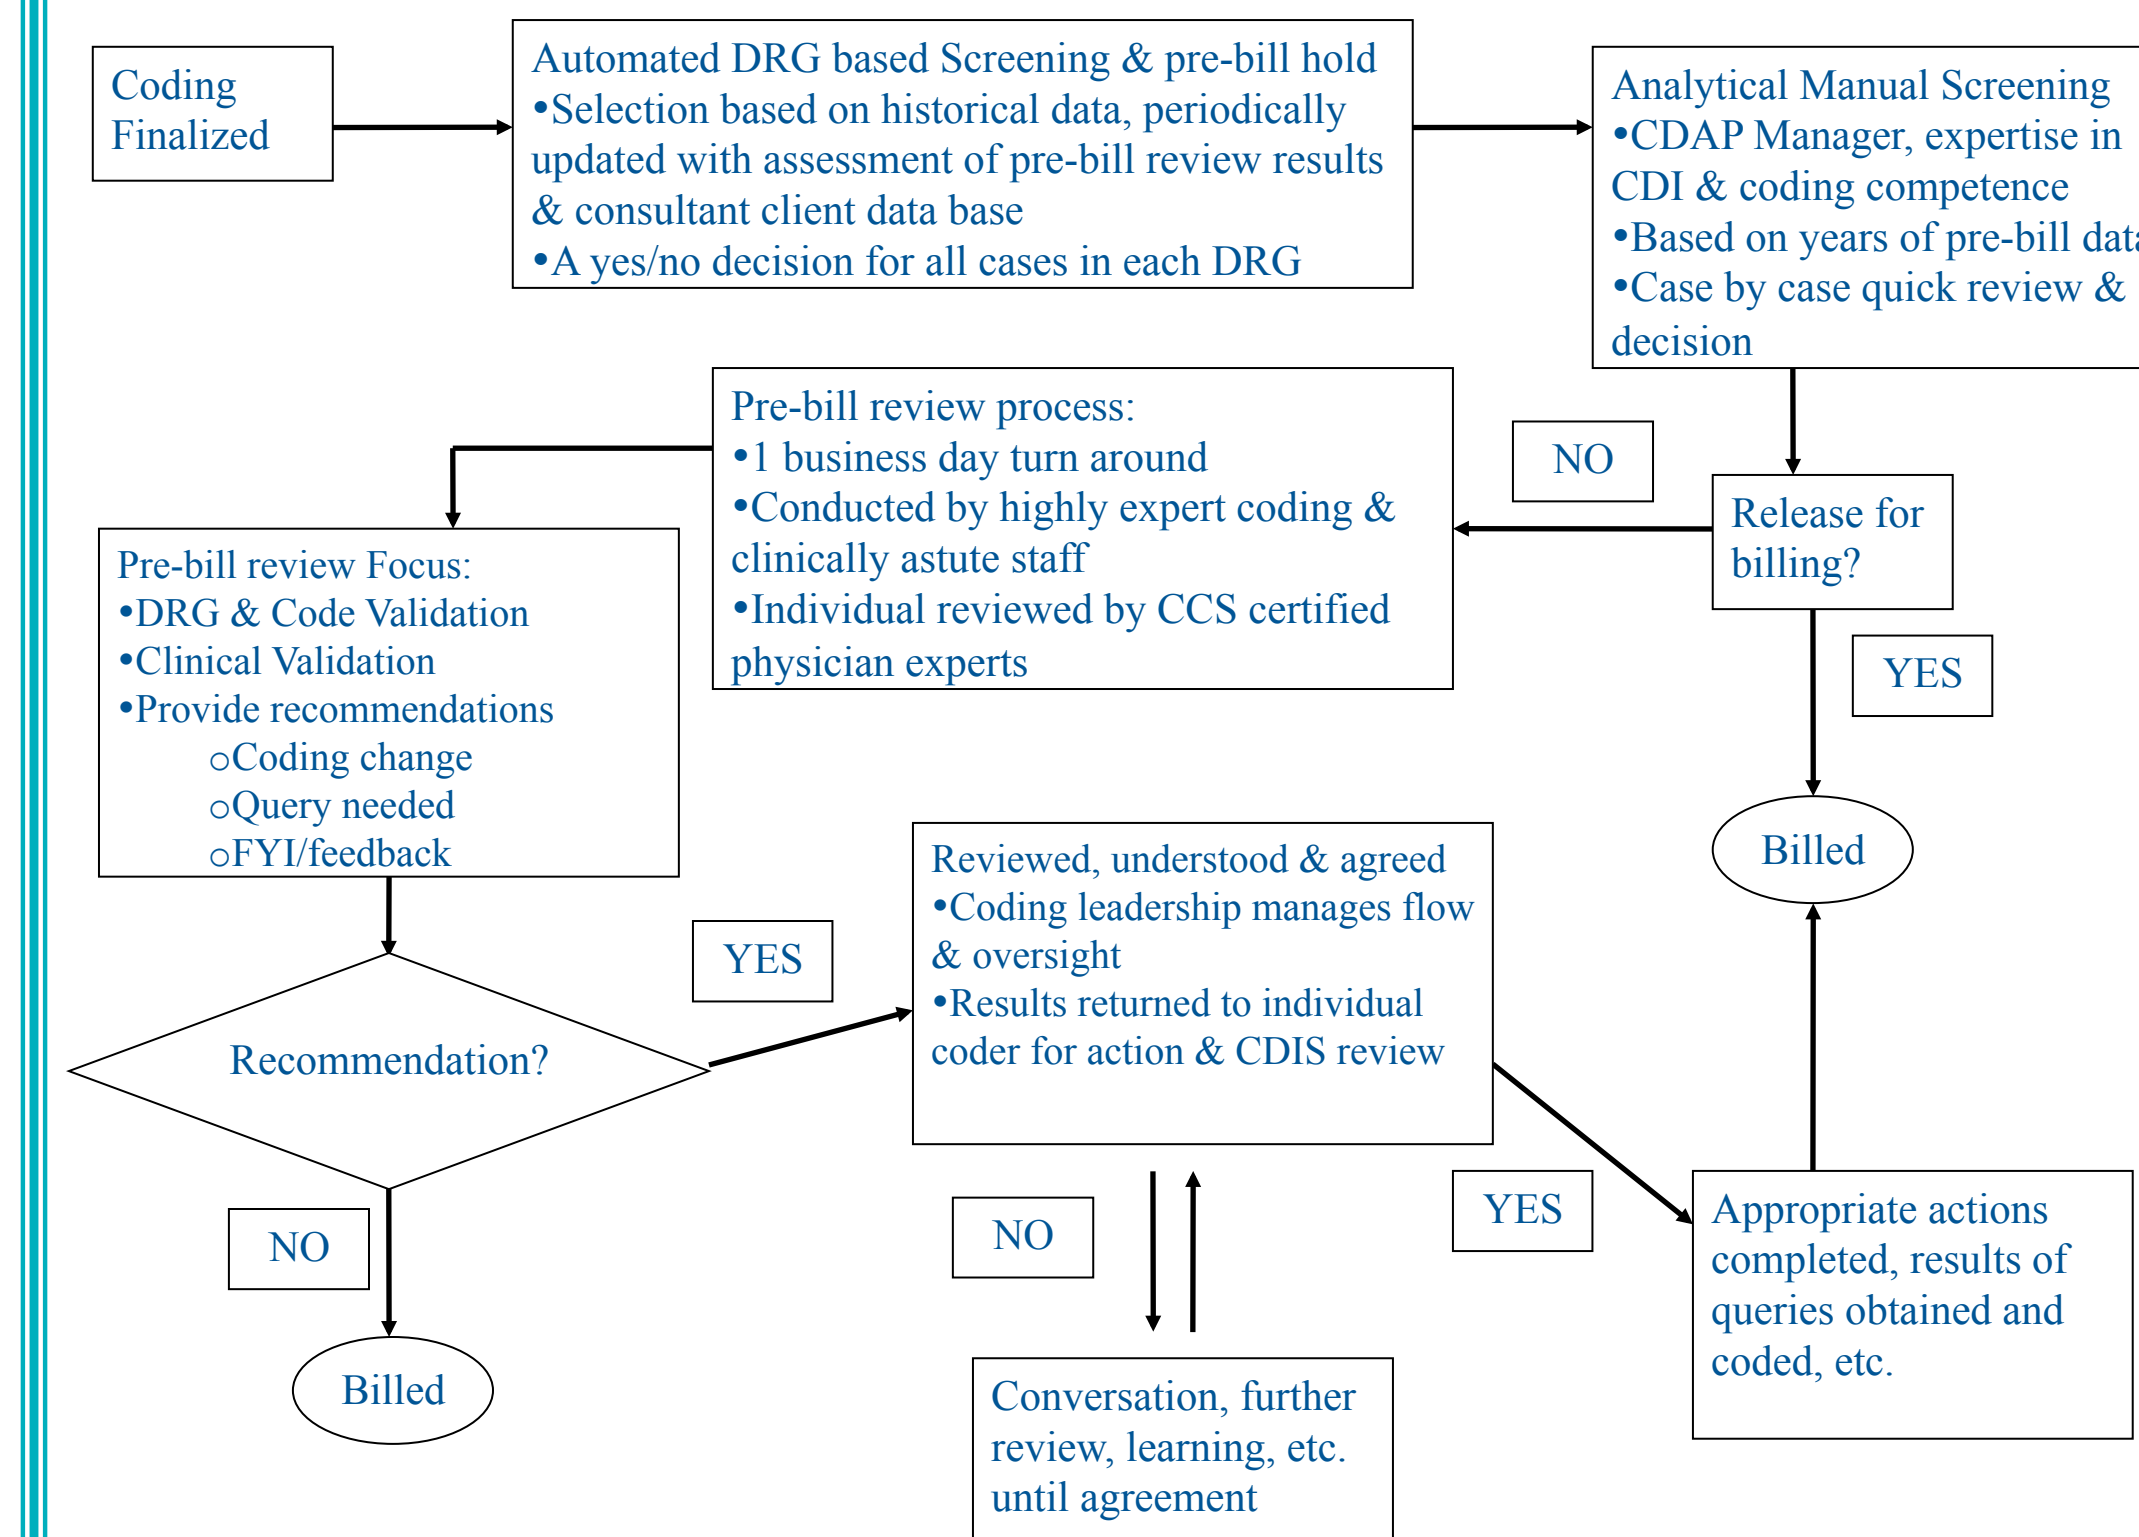 Coding
Finalized
Automated DRG based Screening & pre-bill hold
•Selection based on historical data, periodically
updated with assessment of pre-bill review results
& consultant client data base
•A yes/no decision for all cases in each DRG
Analytical Manual Screening
•CDAP Manager, expertise in
CDI & coding competence
•Based on years of pre-bill data
•Case by case quick review &
decision
Pre-bill review process:
•1 business day turn around
•Conducted by highly expert coding &
clinically astute staff
•Individual reviewed by CCS certified
physician experts
NO
Release for
billing?
YES
Billed
Pre-bill review Focus:
•DRG & Code Validation
•Clinical Validation
•Provide recommendations
oCoding change
oQuery needed
oFYI/feedback
Recommendation?
YES
NO
Billed
Reviewed, understood & agreed
•Coding leadership manages flow
& oversight
•Results returned to individual
coder for action & CDIS review
NO
YES
Conversation, further
review, learning, etc.
until agreement
Appropriate actions
completed, results of
queries obtained and
coded, etc.